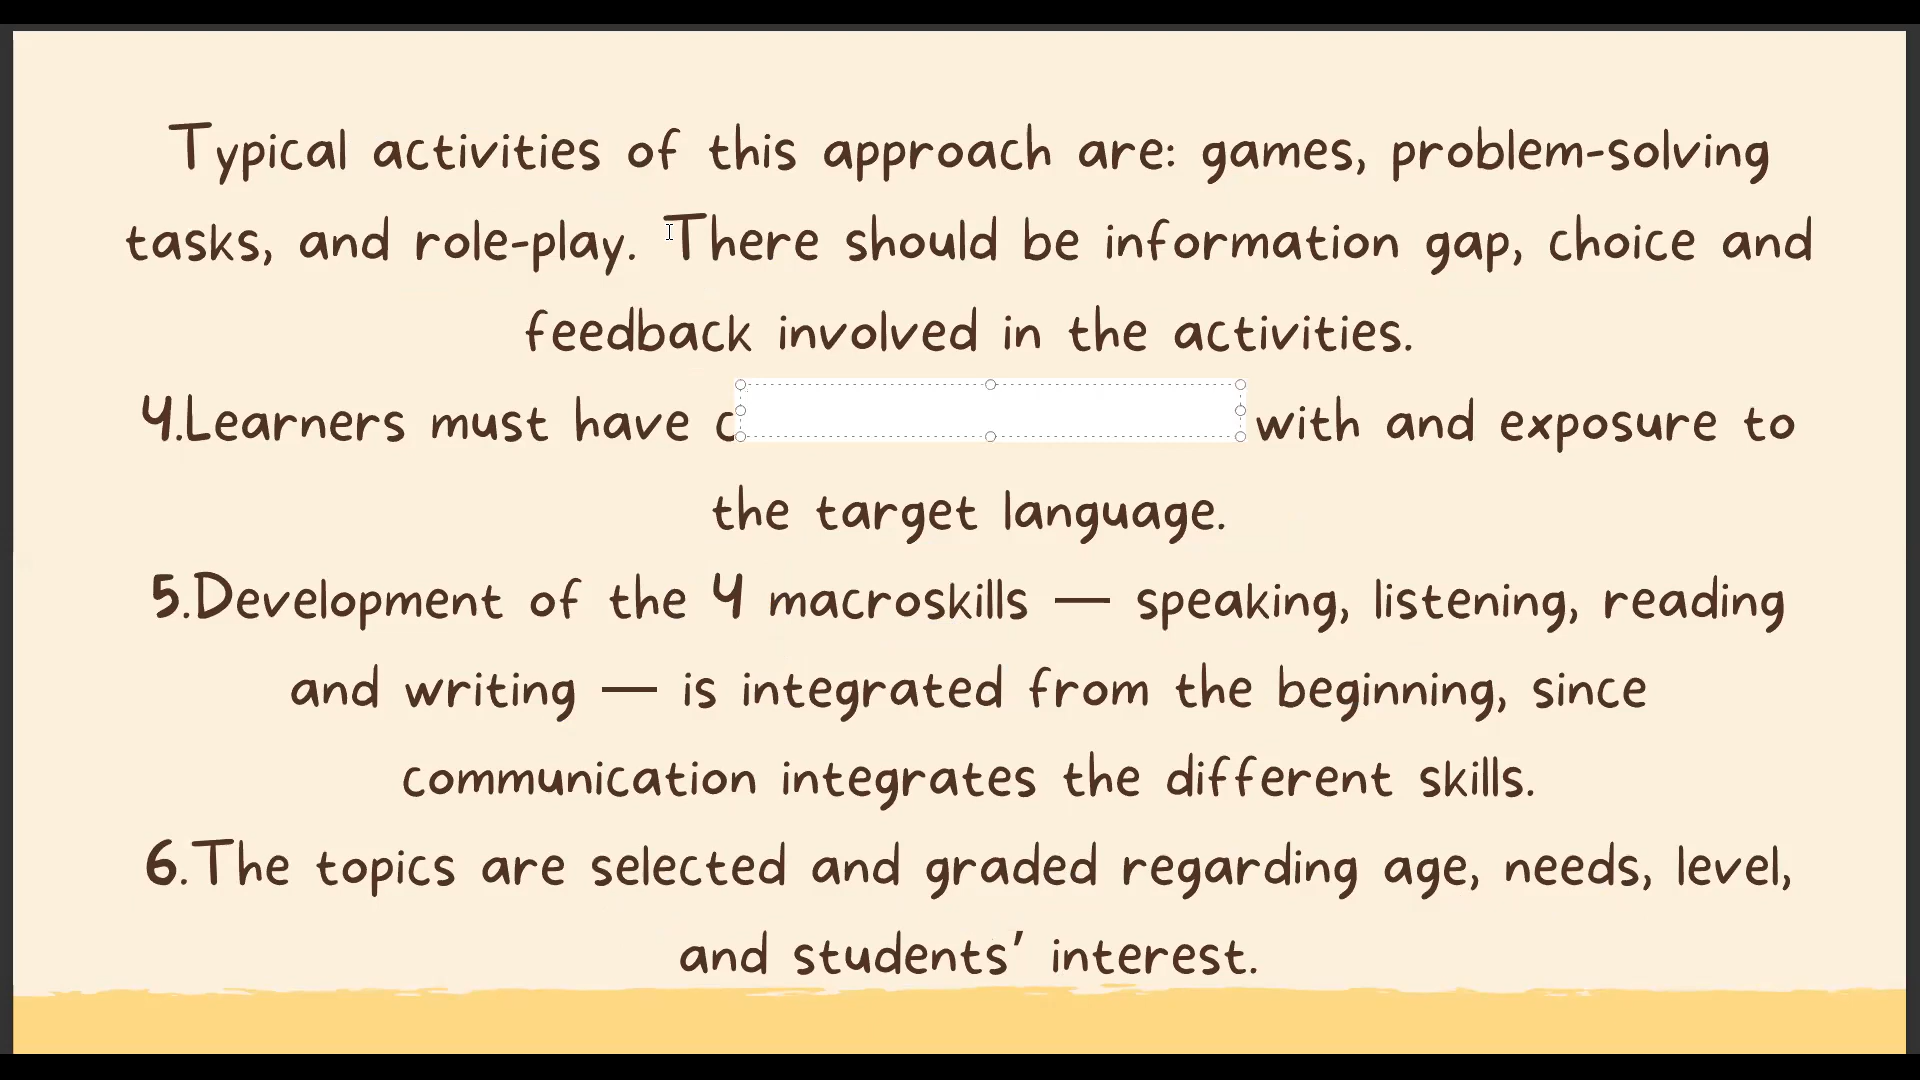 Typical activities of this approach are: games, problem-solving
tasks, and role-play. There should be information gap, choice and
feedback involved in the activities.
4.Learners must have with and exposure to
the target language.
5.Development of the 4 macroskills — speaking, listening, reading
and writing — is integrated from the beginning, since
communication integrates the different skills.
6.The topics are selected and graded regarding age, needs, level,
and students' interest.